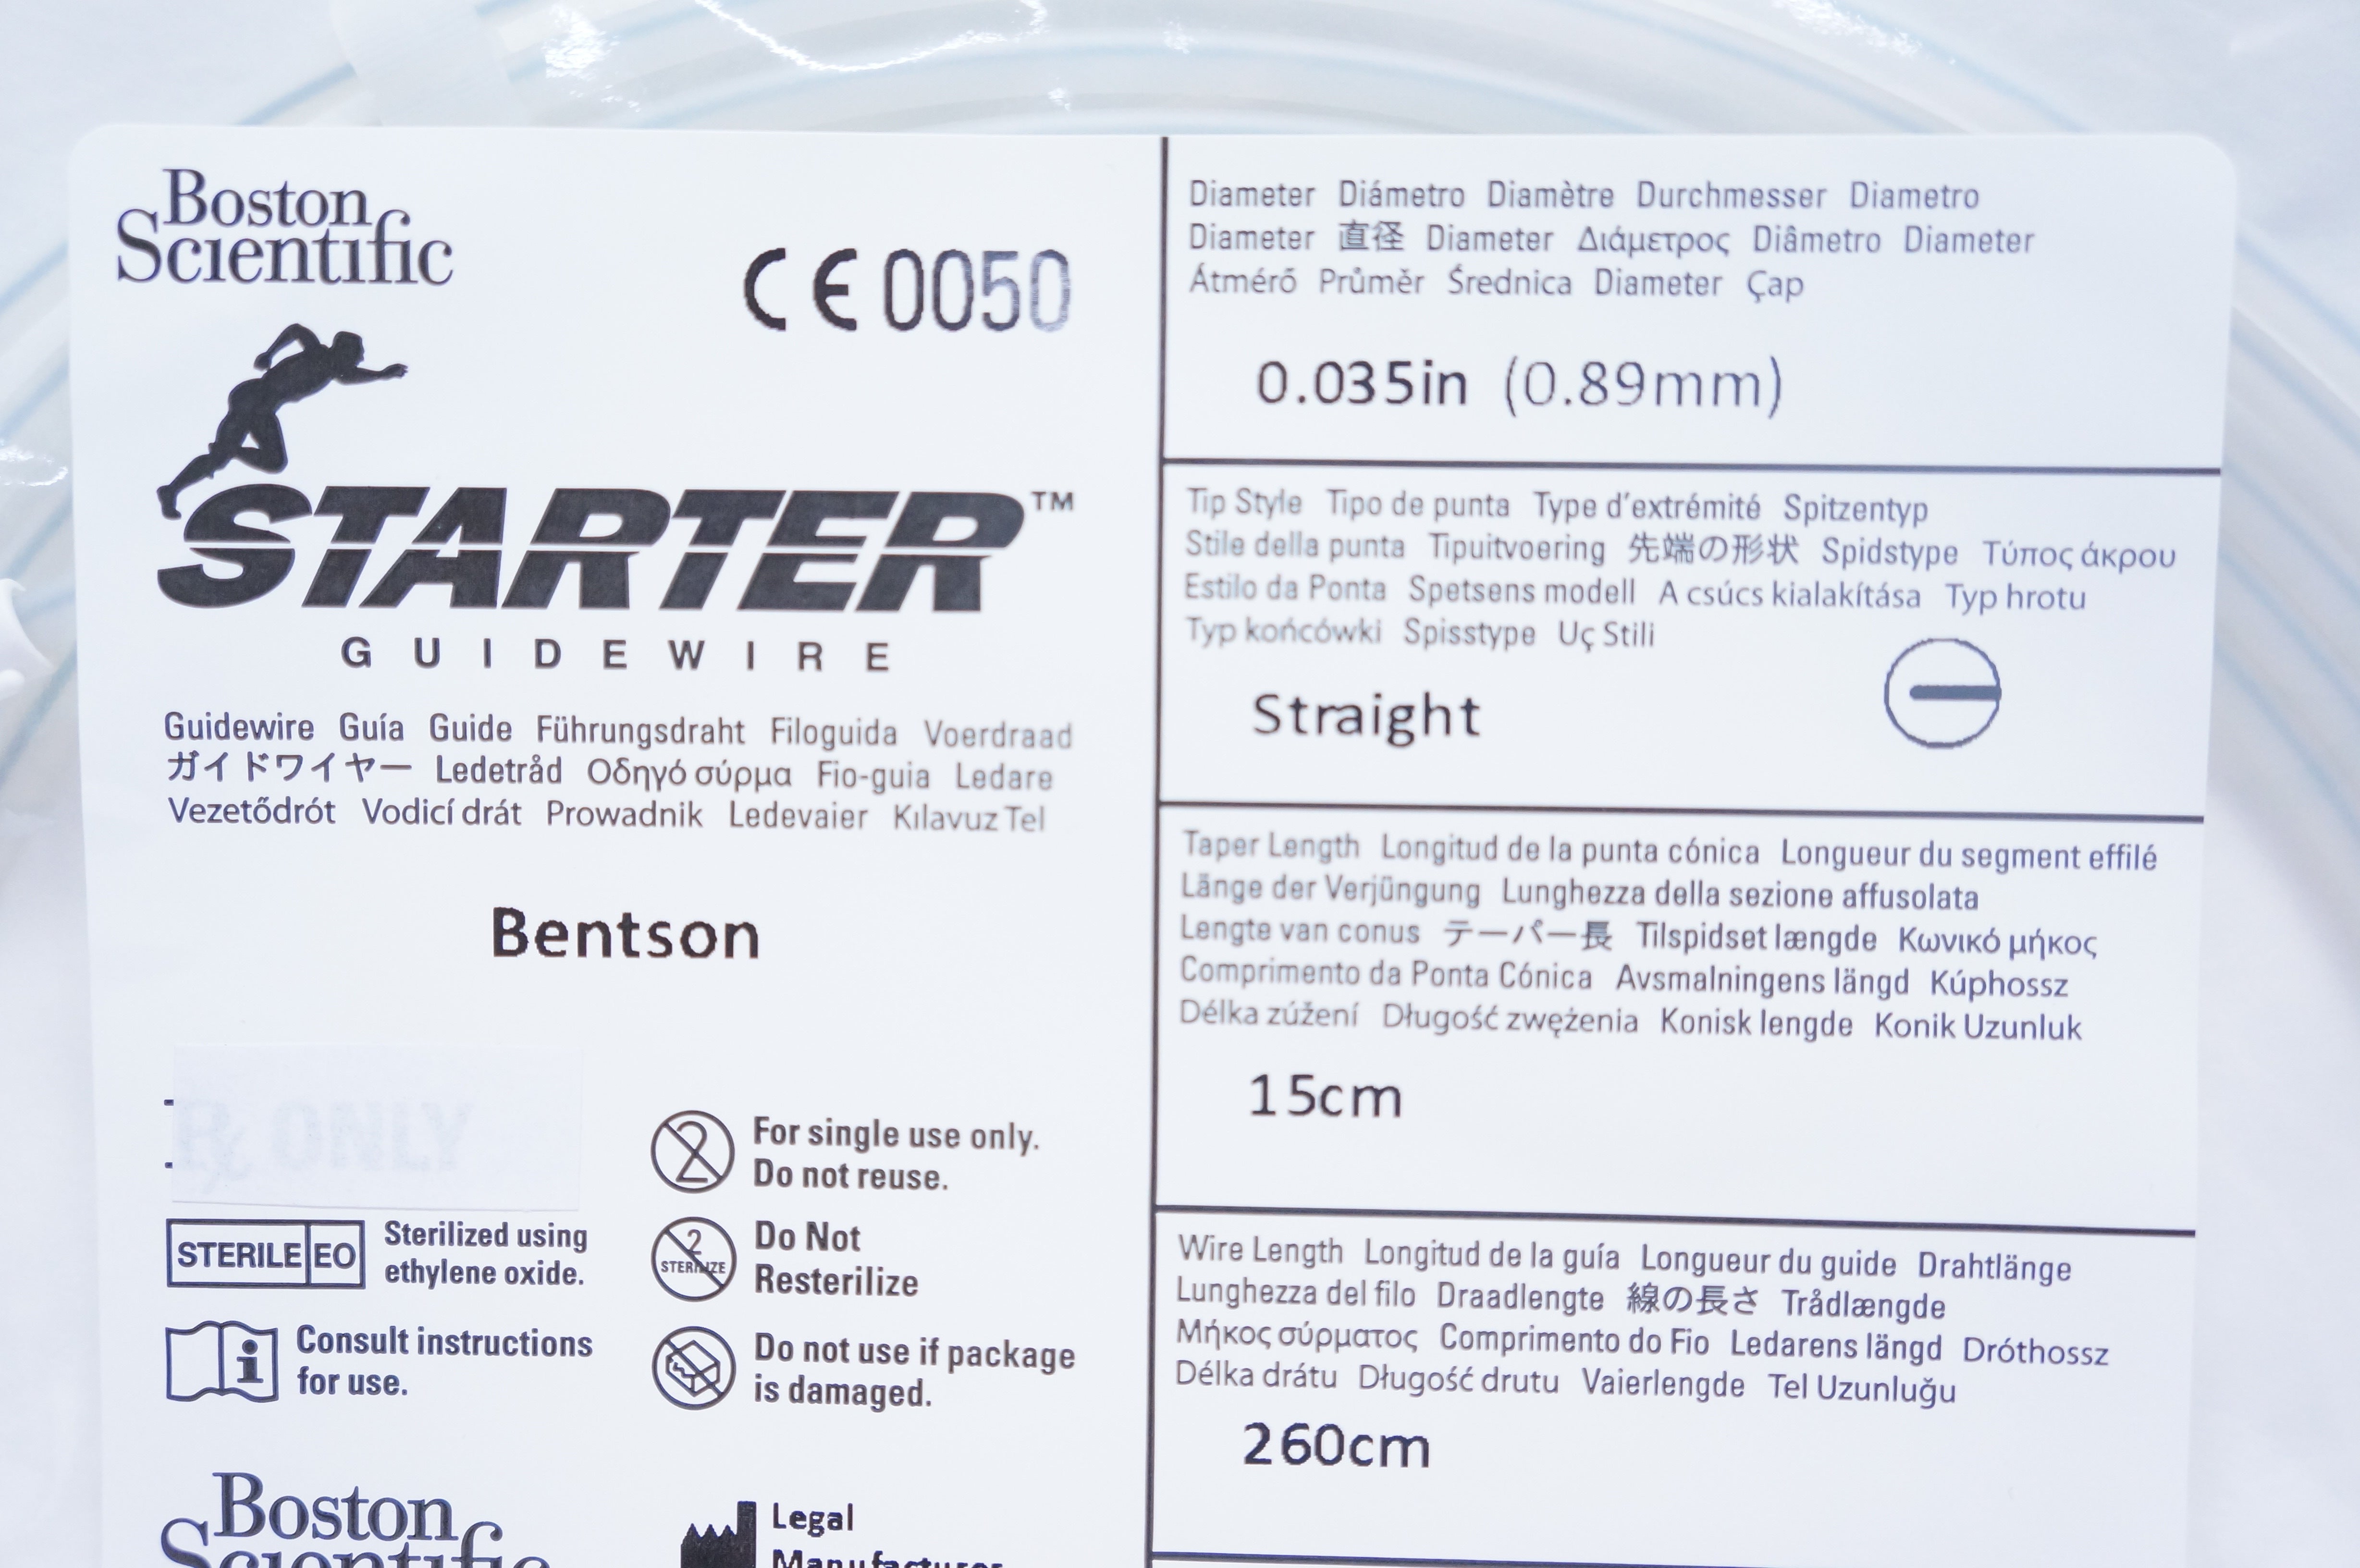 Boston
Scientific
CE 0050
STARTER™
GUIDEWIRE
Guidewire Guía Guide Führungsdraht Filoguida Voerdraad
ガイドワイヤー Ledetråd Οδηγό σύρμα Fio-guia Ledare
Vezetődrót Vodicí drát Prowadnik Ledevaier Kılavuz Tel
Bentson
Rx ONLY
For single use only.
Do not reuse.
STERILE EO
Sterilized using
ethylene oxide.
2
STERILIZE
Do Not
Resterilize
Consult instructions
for use.
Do not use if package
is damaged.
Boston
Scientific
Legal
Manufacturer
Diameter Diámetro Diamètre Durchmesser Diametro
Diameter 直径 Diameter Διάμετρος Diâmetro Diameter
Átmérő Průměr Średnica Diameter Çap
0.035in (0.89mm)
Tip Style Tipo de punta Type d'extrémité Spitzentyp
Stile della punta Tipuitvoering 先端の形状 Spidstype Τύπος άκρου
Estilo da Ponta Spetsens modell A csúcs kialakítása Typ hrotu
Typ końcówki Spisstype Uç Stili
Straight
Taper Length Longitud de la punta cónica Longueur du segment effilé
Länge der Verjüngung Lunghezza della sezione affusolata
Lengte van conus テーパー長 Tilspidset længde Κωνικό μήκος
Comprimento da Ponta Cónica Avsmalningens längd Kúphossz
Délka zúžení Długość zwężenia Konisk lengde Konik Uzunluk
15cm
Wire Length Longitud de la guía Longueur du guide Drahtlänge
Lunghezza del filo Draadlengte 線の長さ Trådlængde
Μήκος σύρματος Comprimento do Fio Ledarens längd Dróthossz
Délka drátu Długość drutu Vaierlengde Tel Uzunluğu
260cm